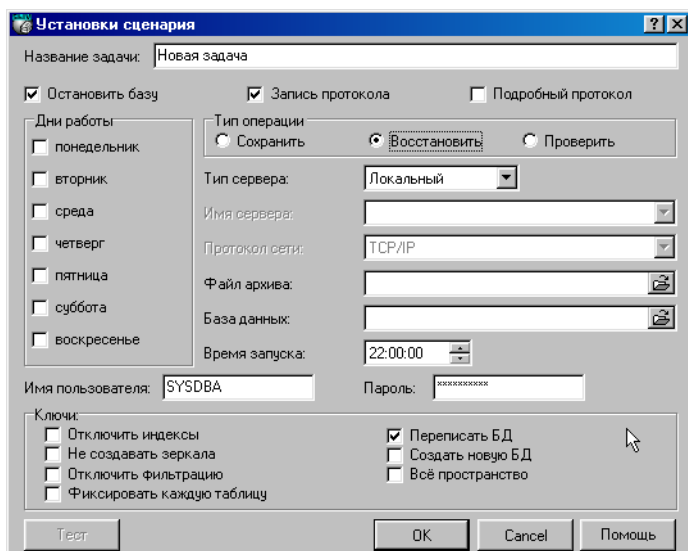 Установки сценария
Название задачи: Новая задача
Остановить базу Запись протокола Подробный протокол
Дни работы
понедельник
вторник
среда
четверг
пятница
суббота
воскресенье
Тип операции
Сохранить Восстановить Проверить
Тип сервера: Локальный
Имя сервера:
Протокол сети: TCP/IP
Файл архива:
База данных:
Время запуска: 22:00:00
Имя пользователя: SYSDBA Пароль: **********
Ключи:
Отключить индексы
Не создавать зеркала
Отключить фильтрацию
Фиксировать каждую таблицу
Переписать БД
Создать новую БД
Всё пространство
Тест OK Cancel Помощь